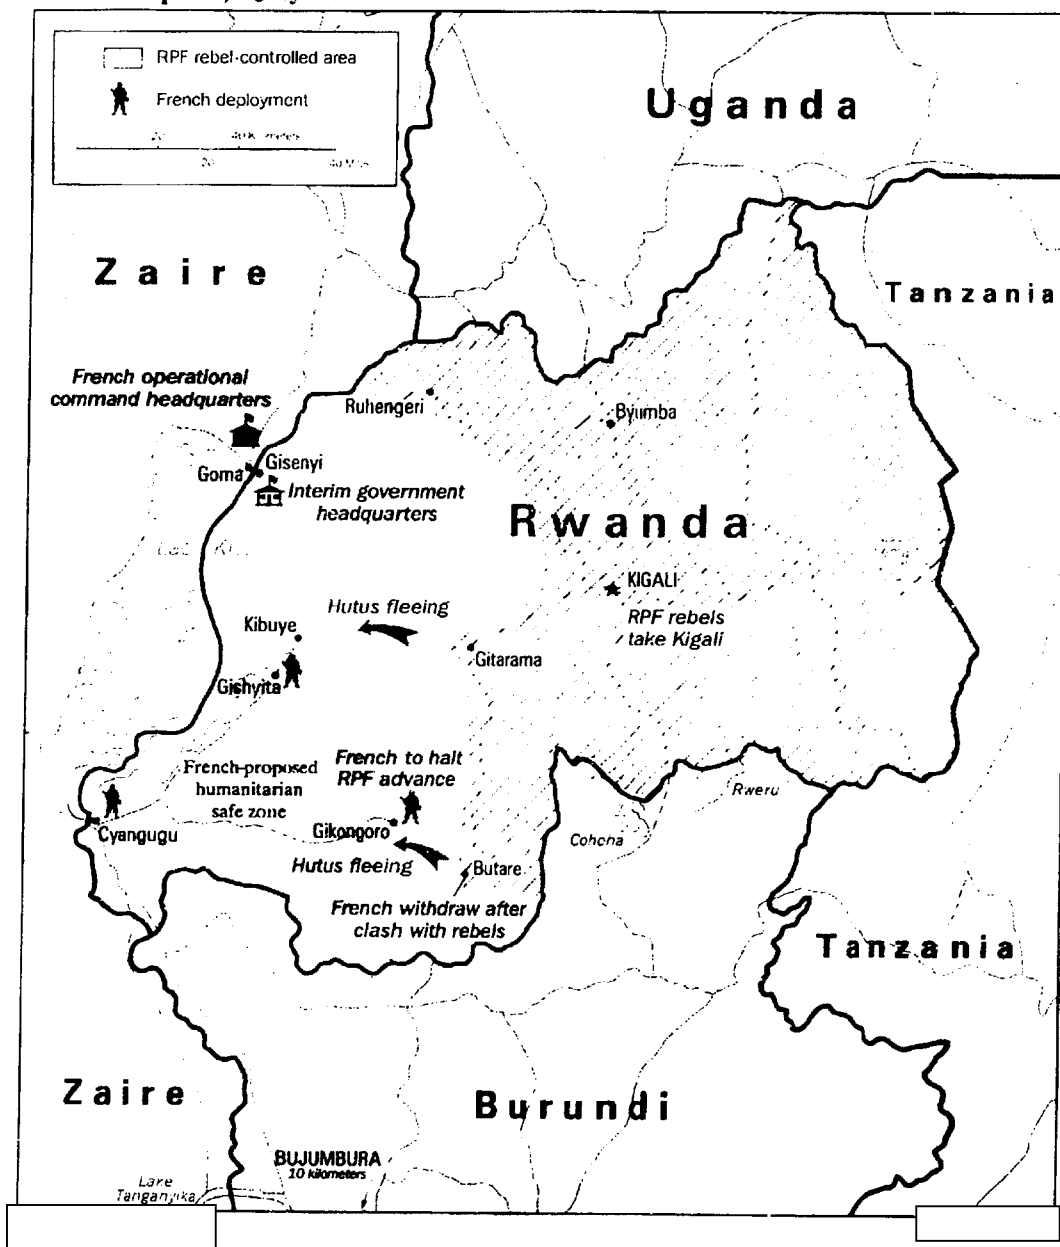 RPF rebel-controlled area
French deployment
20
Uganda
Zaire
Tanzania
French operational
command headquarters
Ruhengeri
Byumba
Goma
Gisenyi
Interim government
headquarters
Rwanda
KIGALI
RPF rebels
take Kigali
Hutus fleeing
Kibuye
Gitarama
Gishyita
French-proposed
humanitarian
safe zone
French to halt
RPF advance
Rweru
Cyangugu
Gikongoro
Cohoha
Hutus fleeing
Butare
French withdraw after
clash with rebels
Tanzania
Zaire
Burundi
BUJUMBURA
10 kilometers
Lake
Tanganyika